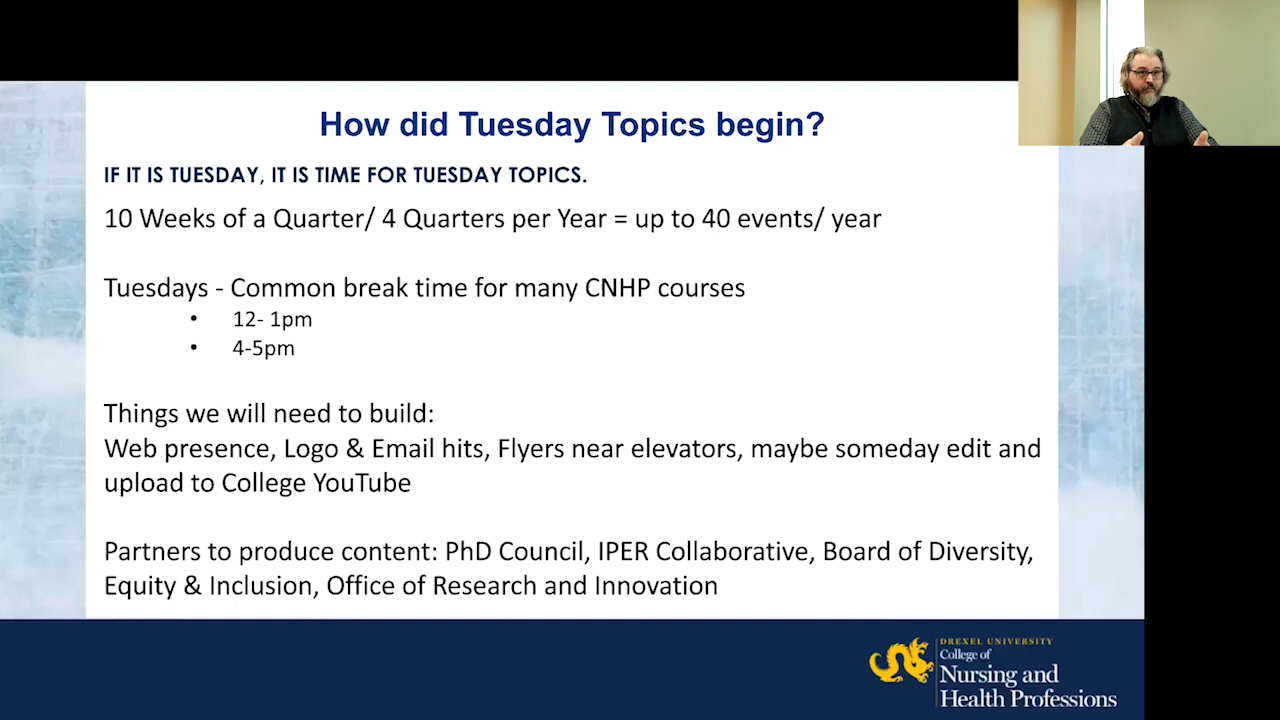 How did Tuesday Topics begin?
IF IT IS TUESDAY, IT IS TIME FOR TUESDAY TOPICS.
10 Weeks of a Quarter/ 4 Quarters per Year = up to 40 events/ year
Tuesdays - Common break time for many CNHP courses
• 12- 1pm
• 4-5pm
Things we will need to build:
Web presence, Logo & Email hits, Flyers near elevators, maybe someday edit and
upload to College YouTube
Partners to produce content: PhD Council, IPER Collaborative, Board of Diversity,
Equity & Inclusion, Office of Research and Innovation
DREXEL UNIVERSITY
College of
Nursing and
Health Professions